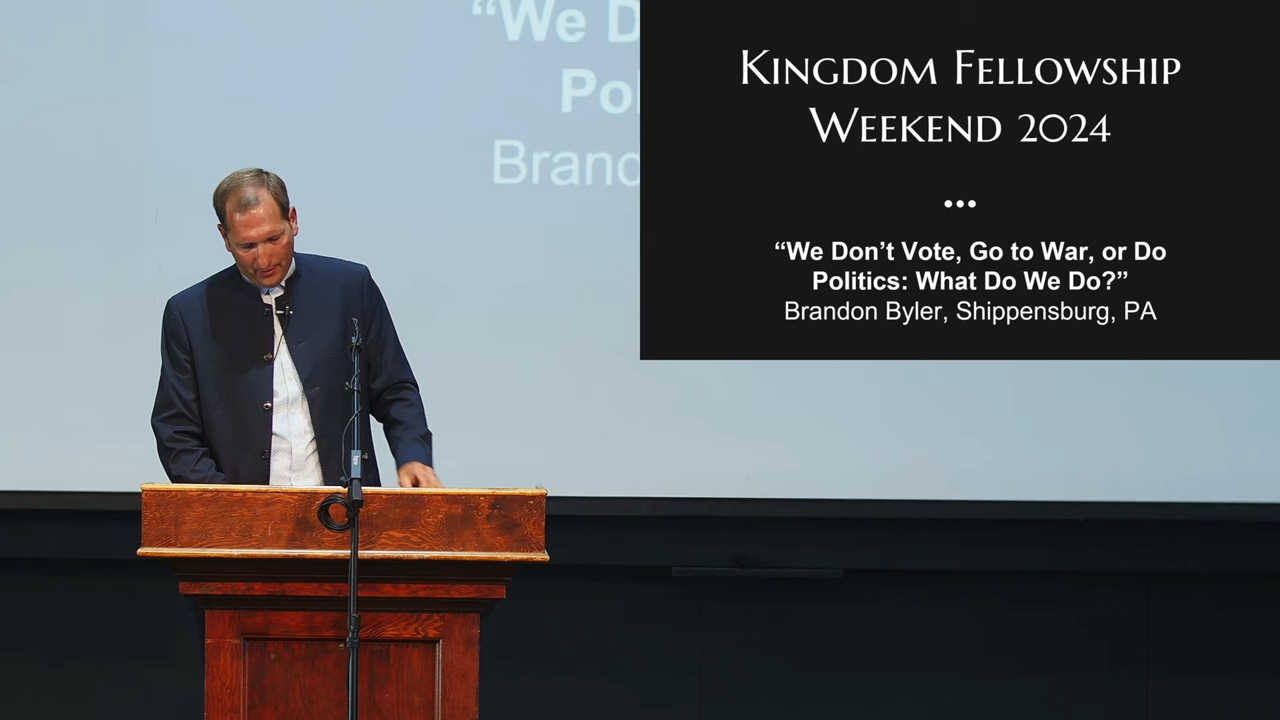 “We D
Pol
Brand
Kingdom Fellowship
Weekend 2024
“We Don’t Vote, Go to War, or Do
Politics: What Do We Do?”
Brandon Byler, Shippensburg, PA